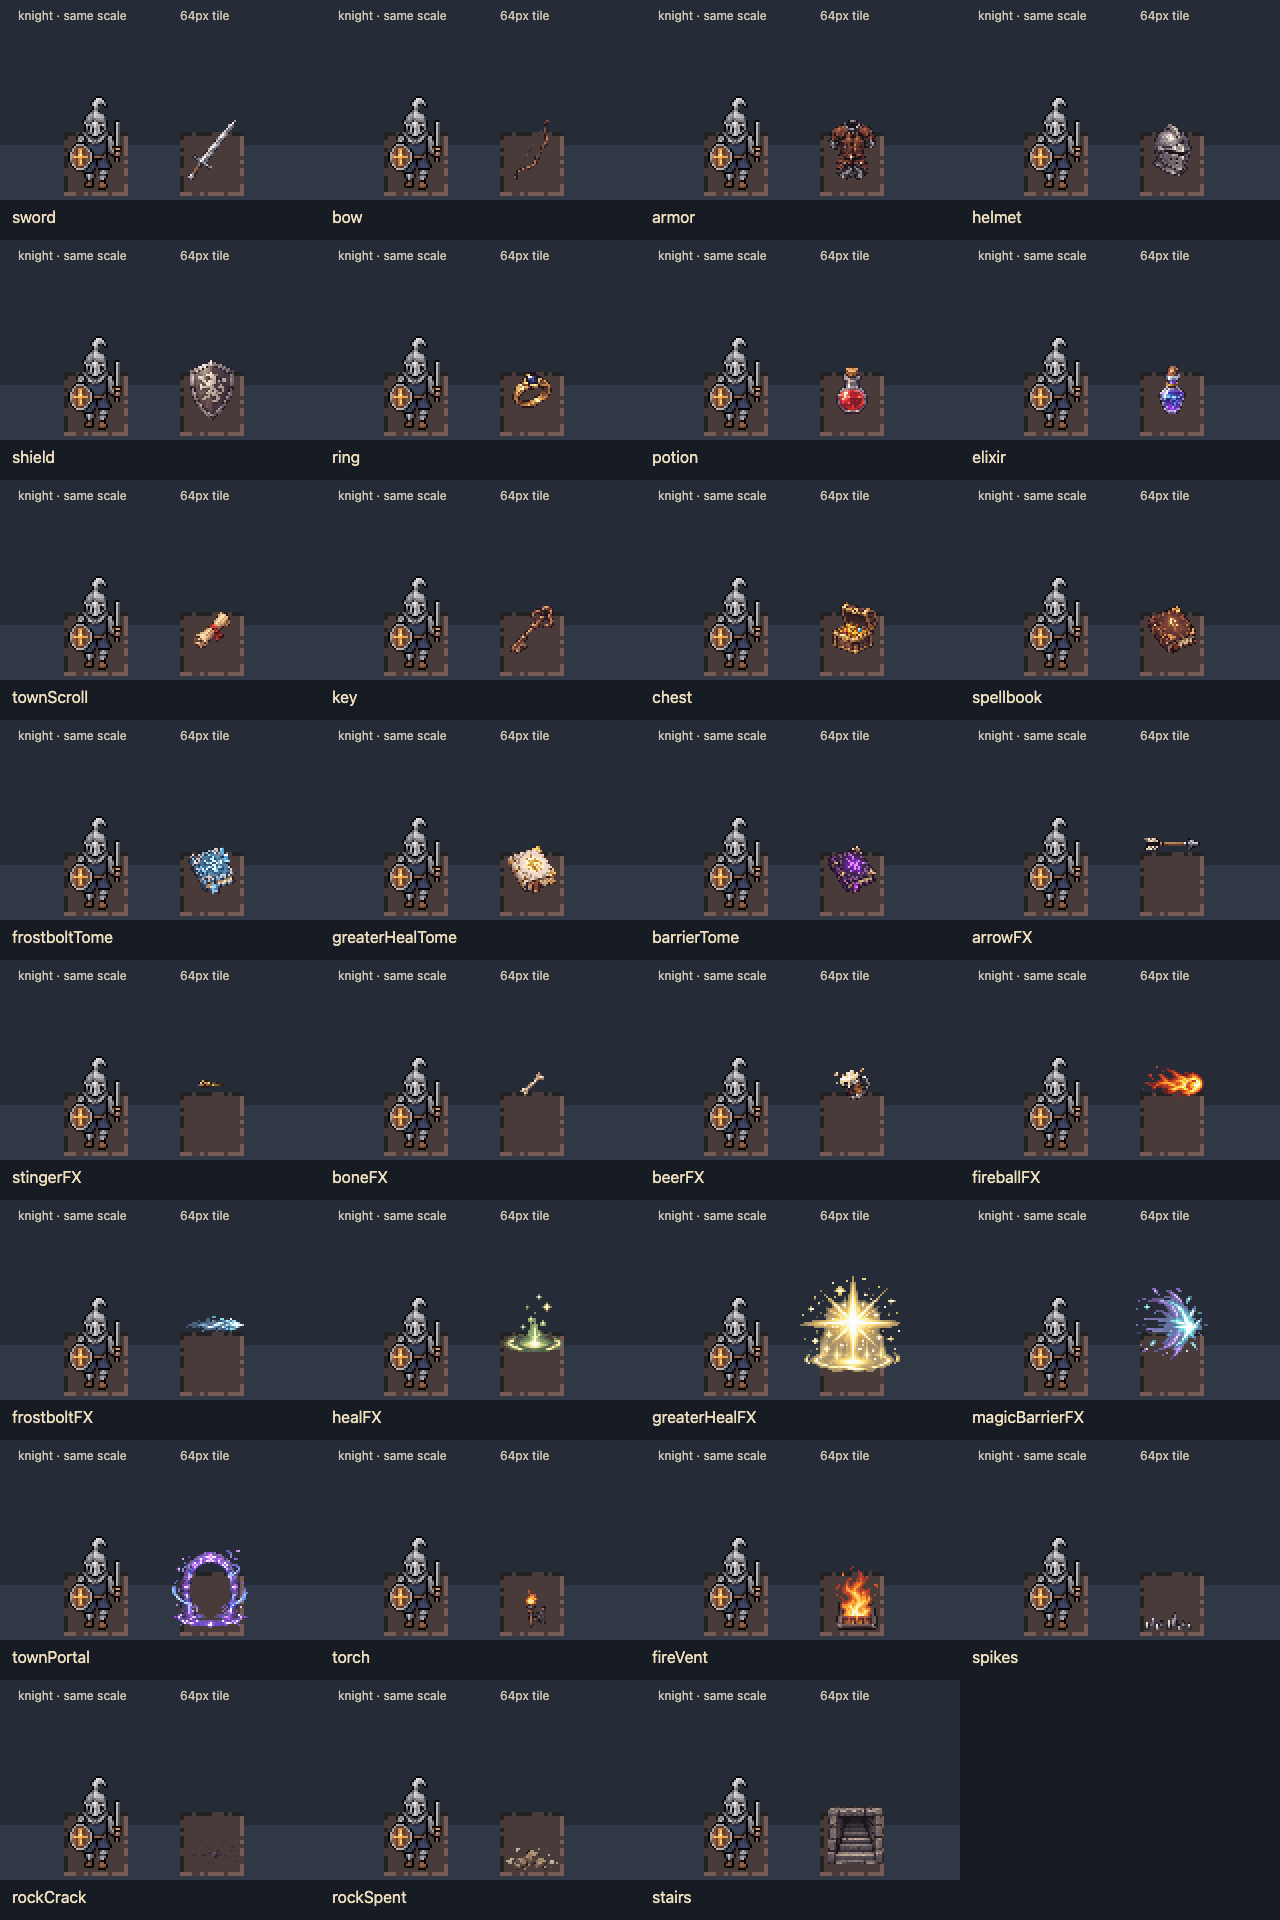 knight · same scale 64px tile knight · same scale 64px tile knight · same scale 64px tile knight · same scale 64px tile
sword bow armor helmet
knight · same scale 64px tile knight · same scale 64px tile knight · same scale 64px tile knight · same scale 64px tile
shield ring potion elixir
knight · same scale 64px tile knight · same scale 64px tile knight · same scale 64px tile knight · same scale 64px tile
townScroll key chest spellbook
knight · same scale 64px tile knight · same scale 64px tile knight · same scale 64px tile knight · same scale 64px tile
frostboltTome greaterHealTome barrierTome arrowFX
knight · same scale 64px tile knight · same scale 64px tile knight · same scale 64px tile knight · same scale 64px tile
stingerFX boneFX beerFX fireballFX
knight · same scale 64px tile knight · same scale 64px tile knight · same scale 64px tile knight · same scale 64px tile
frostboltFX healFX greaterHealFX magicBarrierFX
knight · same scale 64px tile knight · same scale 64px tile knight · same scale 64px tile knight · same scale 64px tile
townPortal torch fireVent spikes
knight · same scale 64px tile knight · same scale 64px tile knight · same scale 64px tile
rockCrack rockSpent stairs